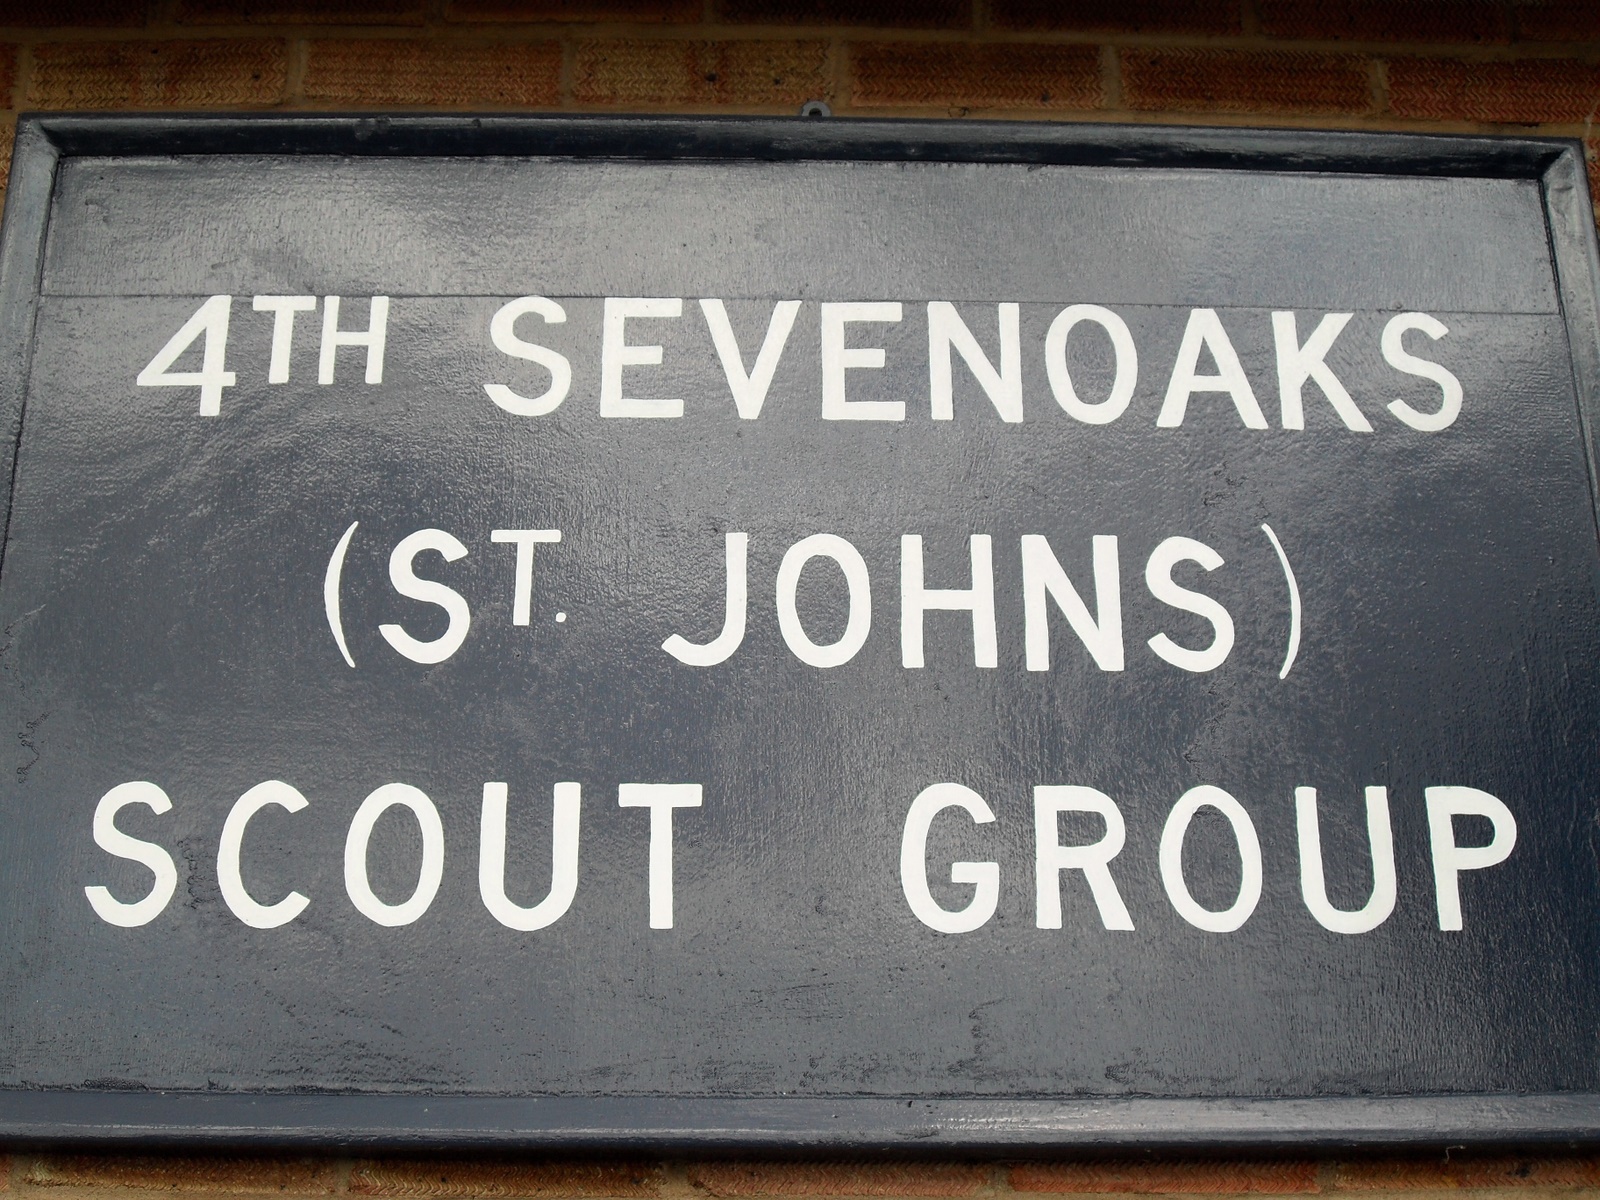 4TH SEVENOAKS
(ST. JOHNS)
SCOUT GROUP